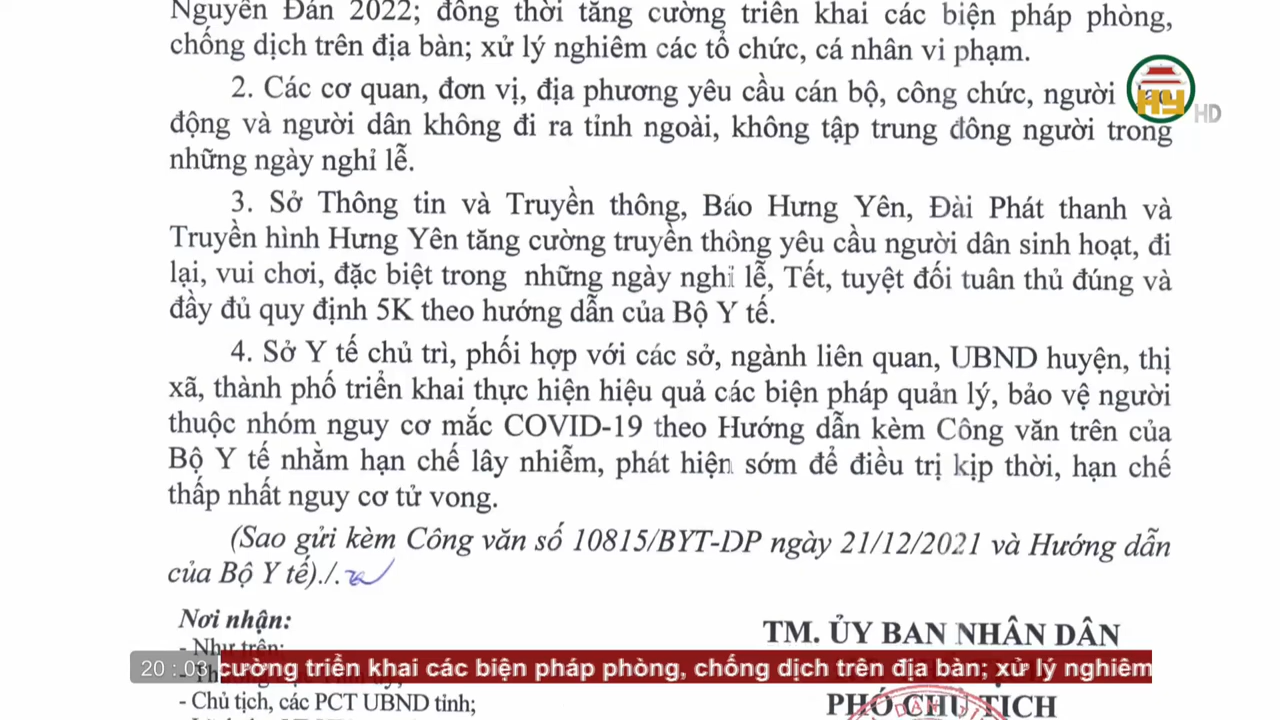 Nguyên Đán 2022; đồng thời tăng cường triển khai các biện pháp phòng,
chống dịch trên địa bàn; xử lý nghiêm các tổ chức, cá nhân vi phạm.
2. Các cơ quan, đơn vị, địa phương yêu cầu cán bộ, công chức, người
HY HD
động và người dân không đi ra tỉnh ngoài, không tập trung đông người trong
những ngày nghỉ lễ.
3. Sở Thông tin và Truyền thông, Báo Hưng Yên, Đài Phát thanh và
Truyền hình Hưng Yên tăng cường truyền thông yêu cầu người dân sinh hoạt, đi
lại, vui chơi, đặc biệt trong những ngày nghỉ lễ, Tết, tuyệt đối tuân thủ đúng và
đầy đủ quy định 5K theo hướng dẫn của Bộ Y tế.
4. Sở Y tế chủ trì, phối hợp với các sở, ngành liên quan, UBND huyện, thị
xã, thành phố triển khai thực hiện hiệu quả các biện pháp quản lý, bảo vệ người
thuộc nhóm nguy cơ mắc COVID-19 theo Hướng dẫn kèm Công văn trên của
Bộ Y tế nhằm hạn chế lây nhiễm, phát hiện sớm để điều trị kịp thời, hạn chế
thấp nhất nguy cơ tử vong.
(Sao gửi kèm Công văn số 10815/BYT-DP ngày 21/12/2021 và Hướng dẫn
của Bộ Y tế)./.
Nơi nhận:
- Như trên;
TM. ỦY BAN NHÂN DÂN
20:03 cường triển khai các biện pháp phòng, chống dịch trên địa bàn; xử lý nghiêm
- Chủ tịch, các PCT UBND tỉnh;
PHÓ CHỦ TỊCH